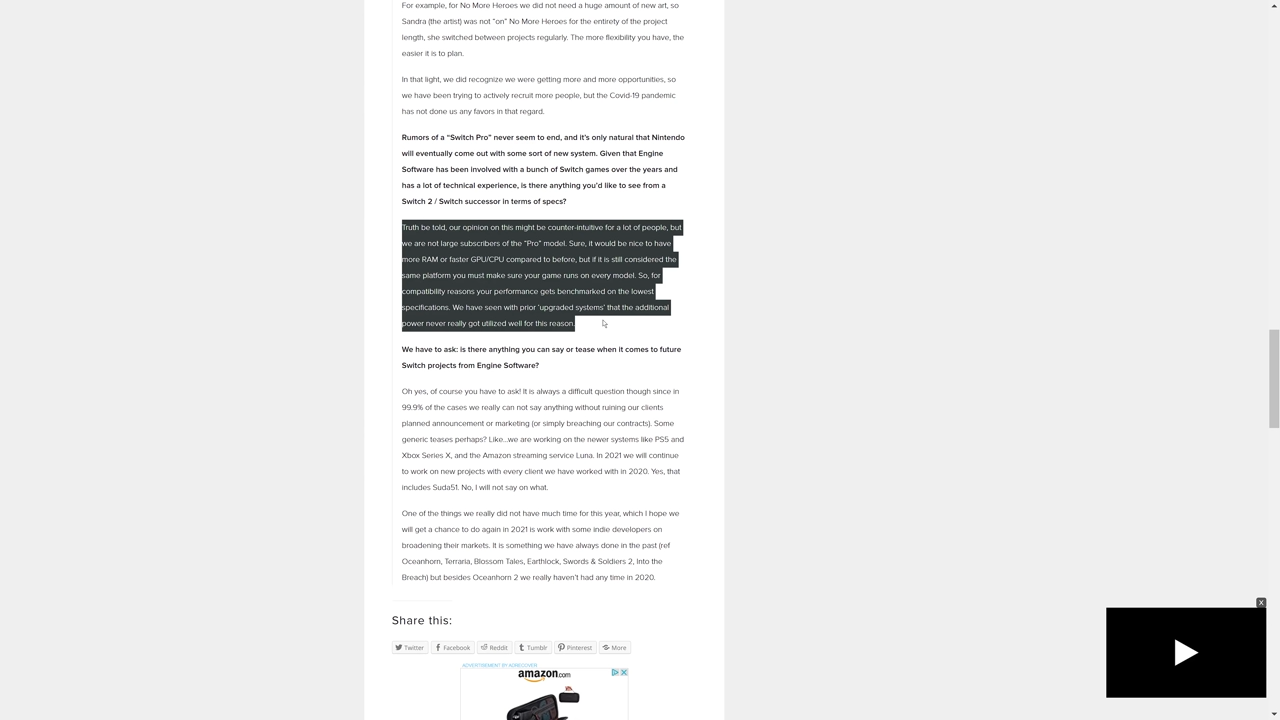 For example, for No More Heroes we did not need a huge amount of new art, so
Sandra (the artist) was not “on” No More Heroes for the entirety of the project
length, she switched between projects regularly. The more flexibility you have, the
easier it is to plan.
In that light, we did recognize we were getting more and more opportunities, so
we have been trying to actively recruit more people, but the Covid-19 pandemic
has not done us any favors in that regard.
Rumors of a “Switch Pro” never seem to end, and it’s only natural that Nintendo
will eventually come out with some sort of new system. Given that Engine
Software has been involved with a bunch of Switch games over the years and
has a lot of technical experience, is there anything you’d like to see from a
Switch 2 / Switch successor in terms of specs?
Truth be told, our opinion on this might be counter-intuitive for a lot of people, but
we are not large subscribers of the “Pro” model. Sure, it would be nice to have
more RAM or faster GPU/CPU compared to before, but if it is still considered the
same platform you must make sure your game runs on every model. So, for
compatibility reasons your performance gets benchmarked on the lowest
specifications. We have seen with prior ‘upgraded systems’ that the additional
power never really got utilized well for this reason.
We have to ask: is there anything you can say or tease when it comes to future
Switch projects from Engine Software?
Oh yes, of course you have to ask! It is always a difficult question though since in
99.9% of the cases we really can not say anything without ruining our clients
planned announcement or marketing (or simply breaching our contracts). Some
generic teases perhaps? Like…we are working on the newer systems like PS5 and
Xbox Series X, and the Amazon streaming service Luna. In 2021 we will continue
to work on new projects with every client we have worked with in 2020. Yes, that
includes Suda51. No, I will not say on what.
One of the things we really did not have much time for this year, which I hope we
will get a chance to do again in 2021 is work with some indie developers on
broadening their markets. It is something we have always done in the past (ref
Oceanhorn, Terraria, Blossom Tales, Earthlock, Swords & Soldiers 2, Into the
Breach) but besides Oceanhorn 2 we really haven’t had any time in 2020.
Share this:
Twitter Facebook Reddit Tumblr Pinterest More
ADVERTISEMENT BY ADRECOVER
amazon.com
X